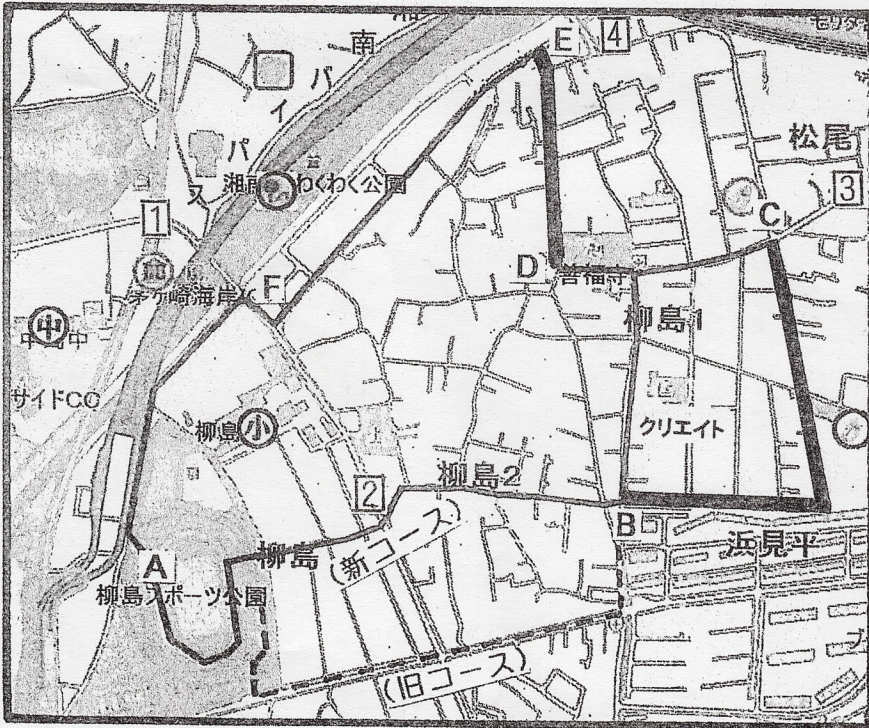 南
バ
イ
パ
ス
E
4
松尾
3
C
湘南わくわく公園
1
茅ヶ崎海岸
F
D
善福寺
柳島1
中
サイドCC
柳島
小
クリエイト
柳島2
2
B
浜見平
柳島
(新コース)
A
柳島スポーツ公園
(旧コース)